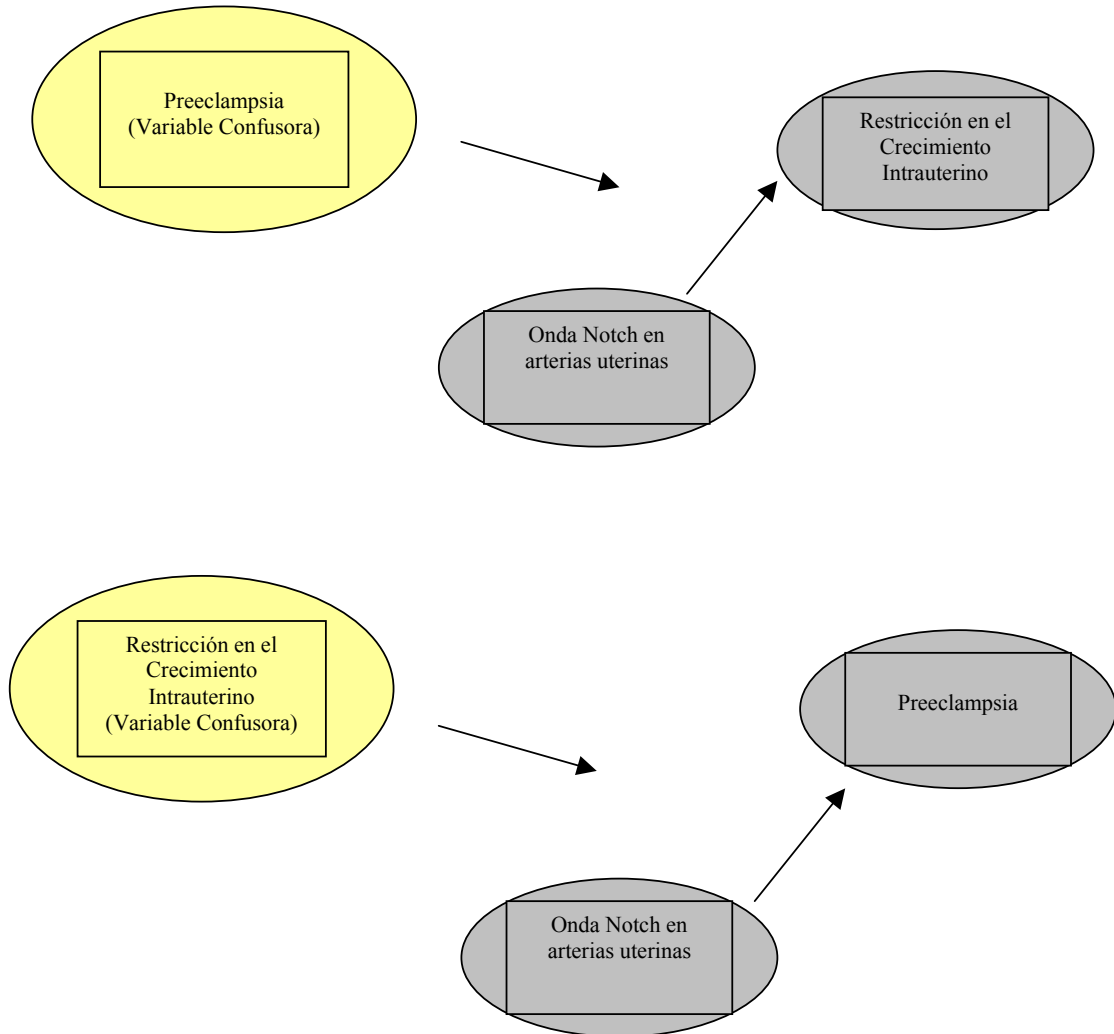 Preeclampsia
(Variable Confusora)
Restricción en el
Crecimiento
Intrauterino
Onda Notch en
arterias uterinas
Restricción en el
Crecimiento
Intrauterino
(Variable Confusora)
Preeclampsia
Onda Notch en
arterias uterinas